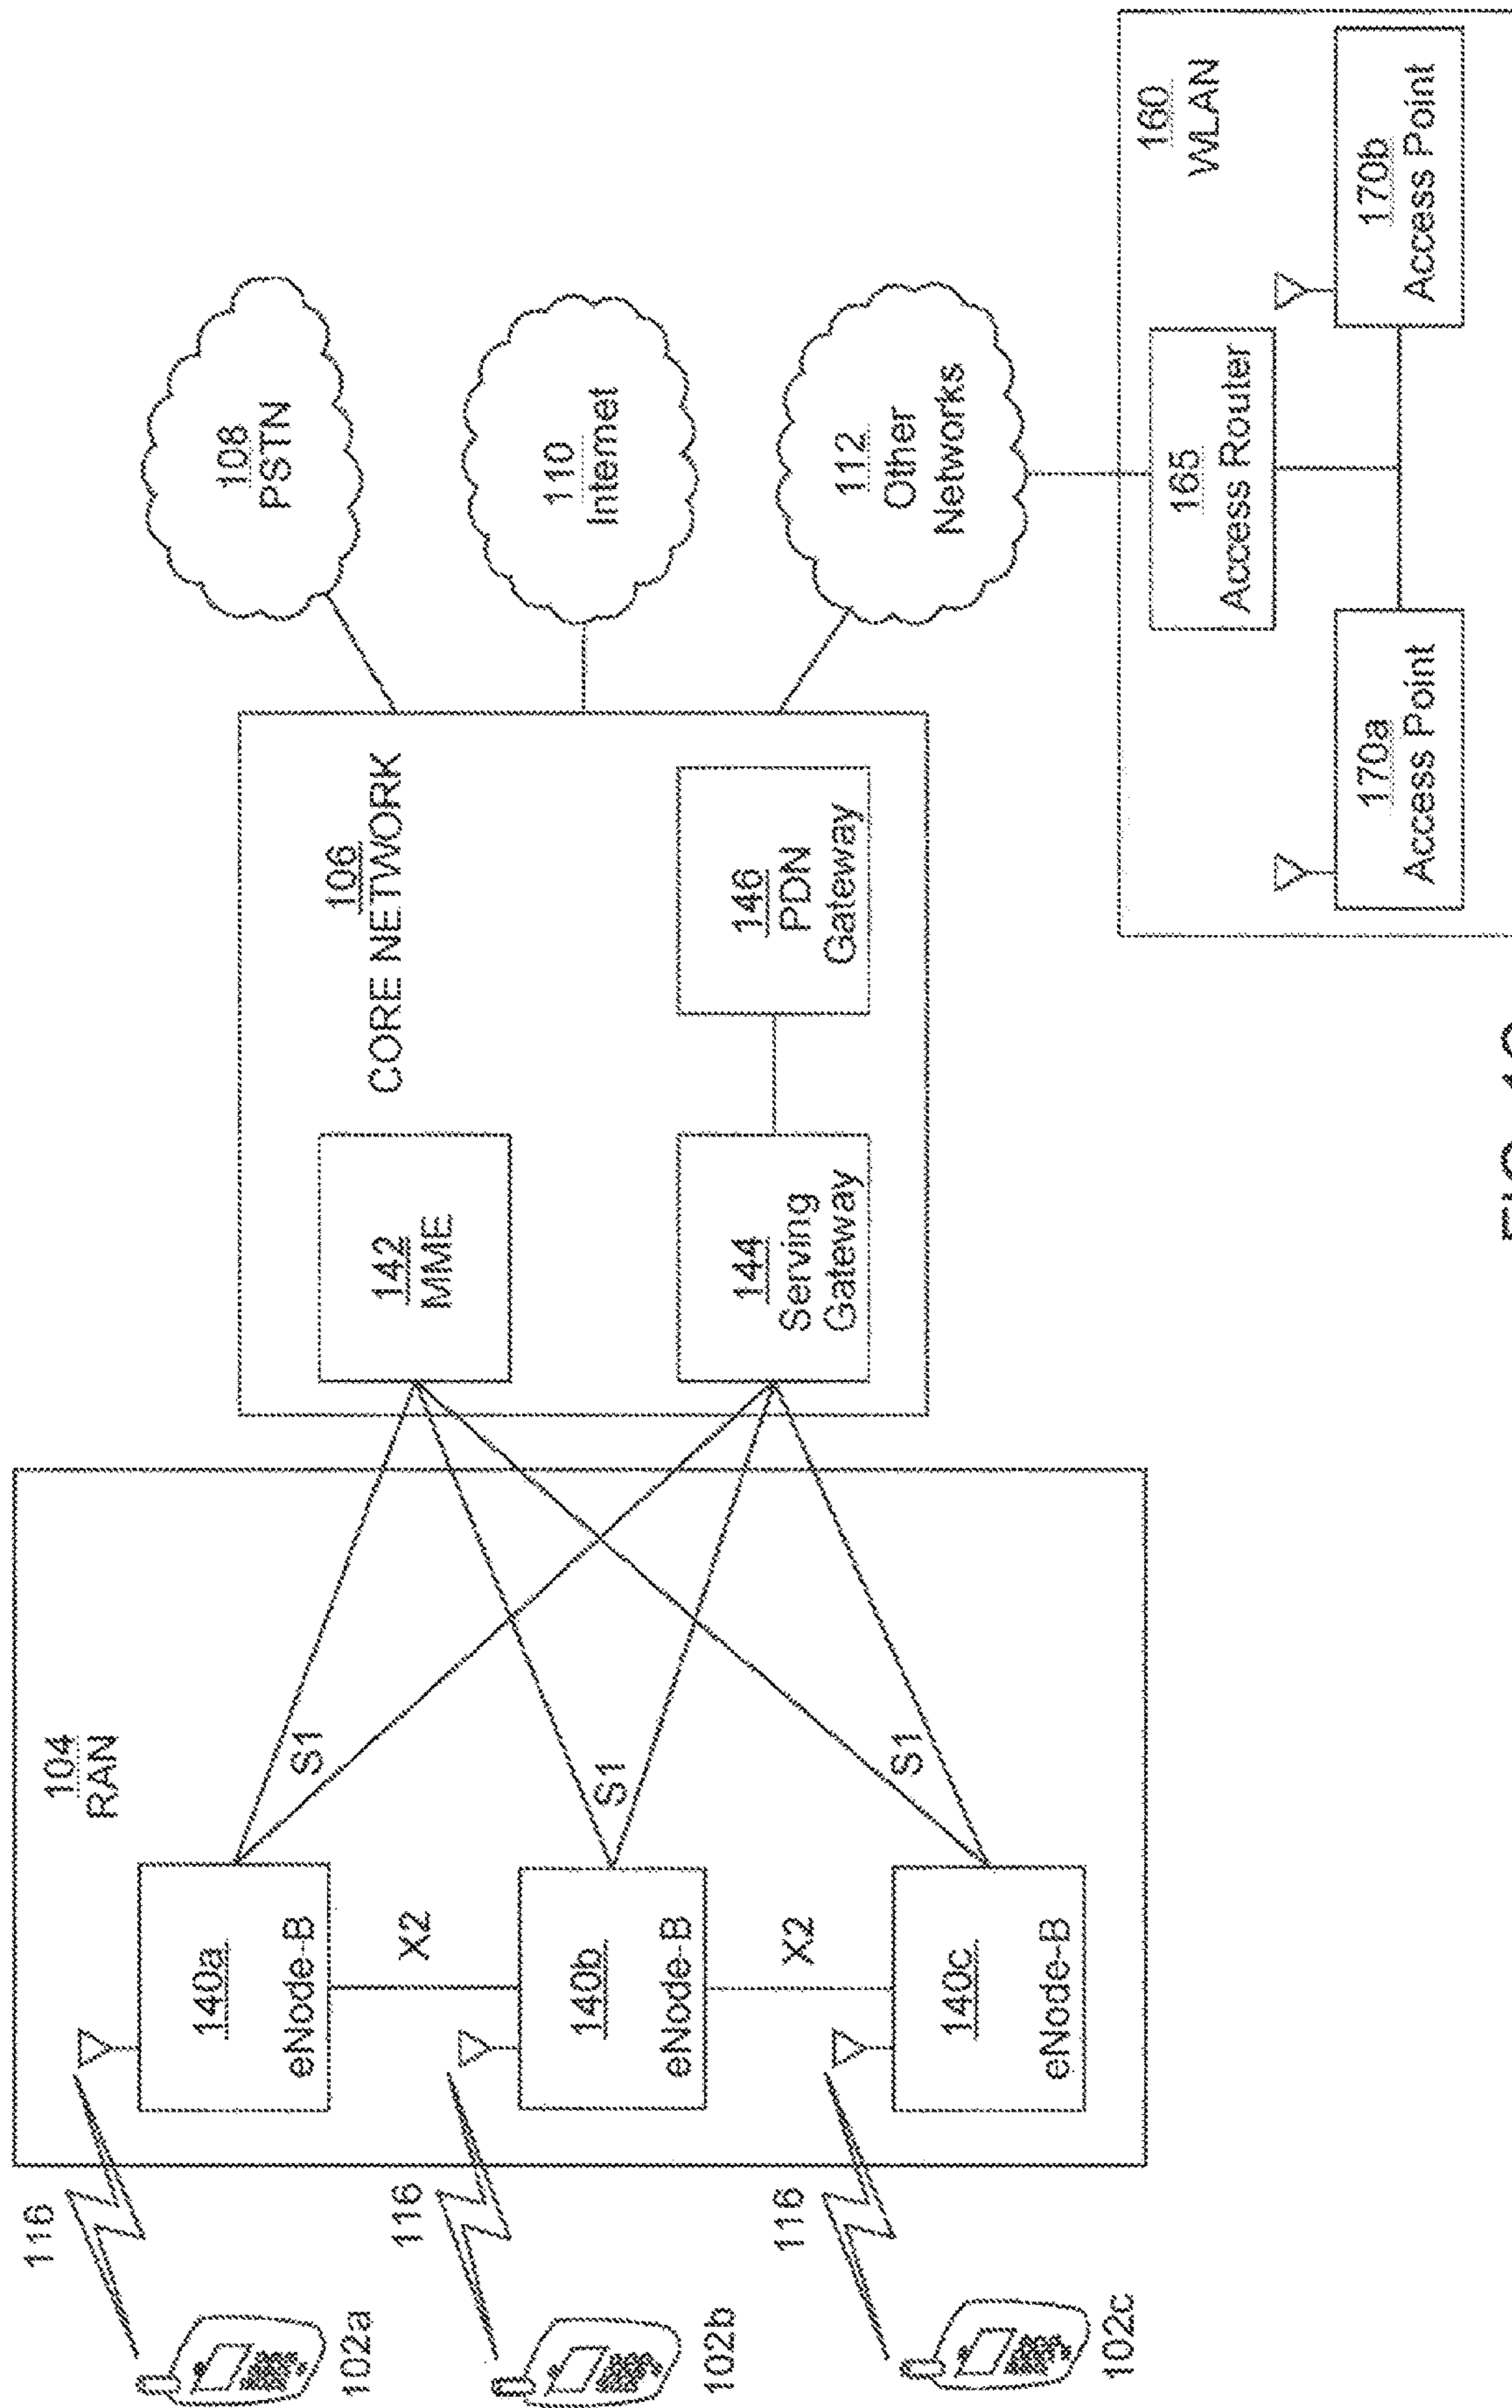 116
102a
116
102b
116
102c
104
RAN
140a
eNode-B
X2
140b
eNode-B
X2
140c
eNode-B
S1
S1
S1
106
CORE NETWORK
142
MME
144
Serving
Gateway
146
PDN
Gateway
108
PSTN
110
Internet
112
Other
Networks
160
WLAN
165
Access Router
170a
Access Point
170b
Access Point